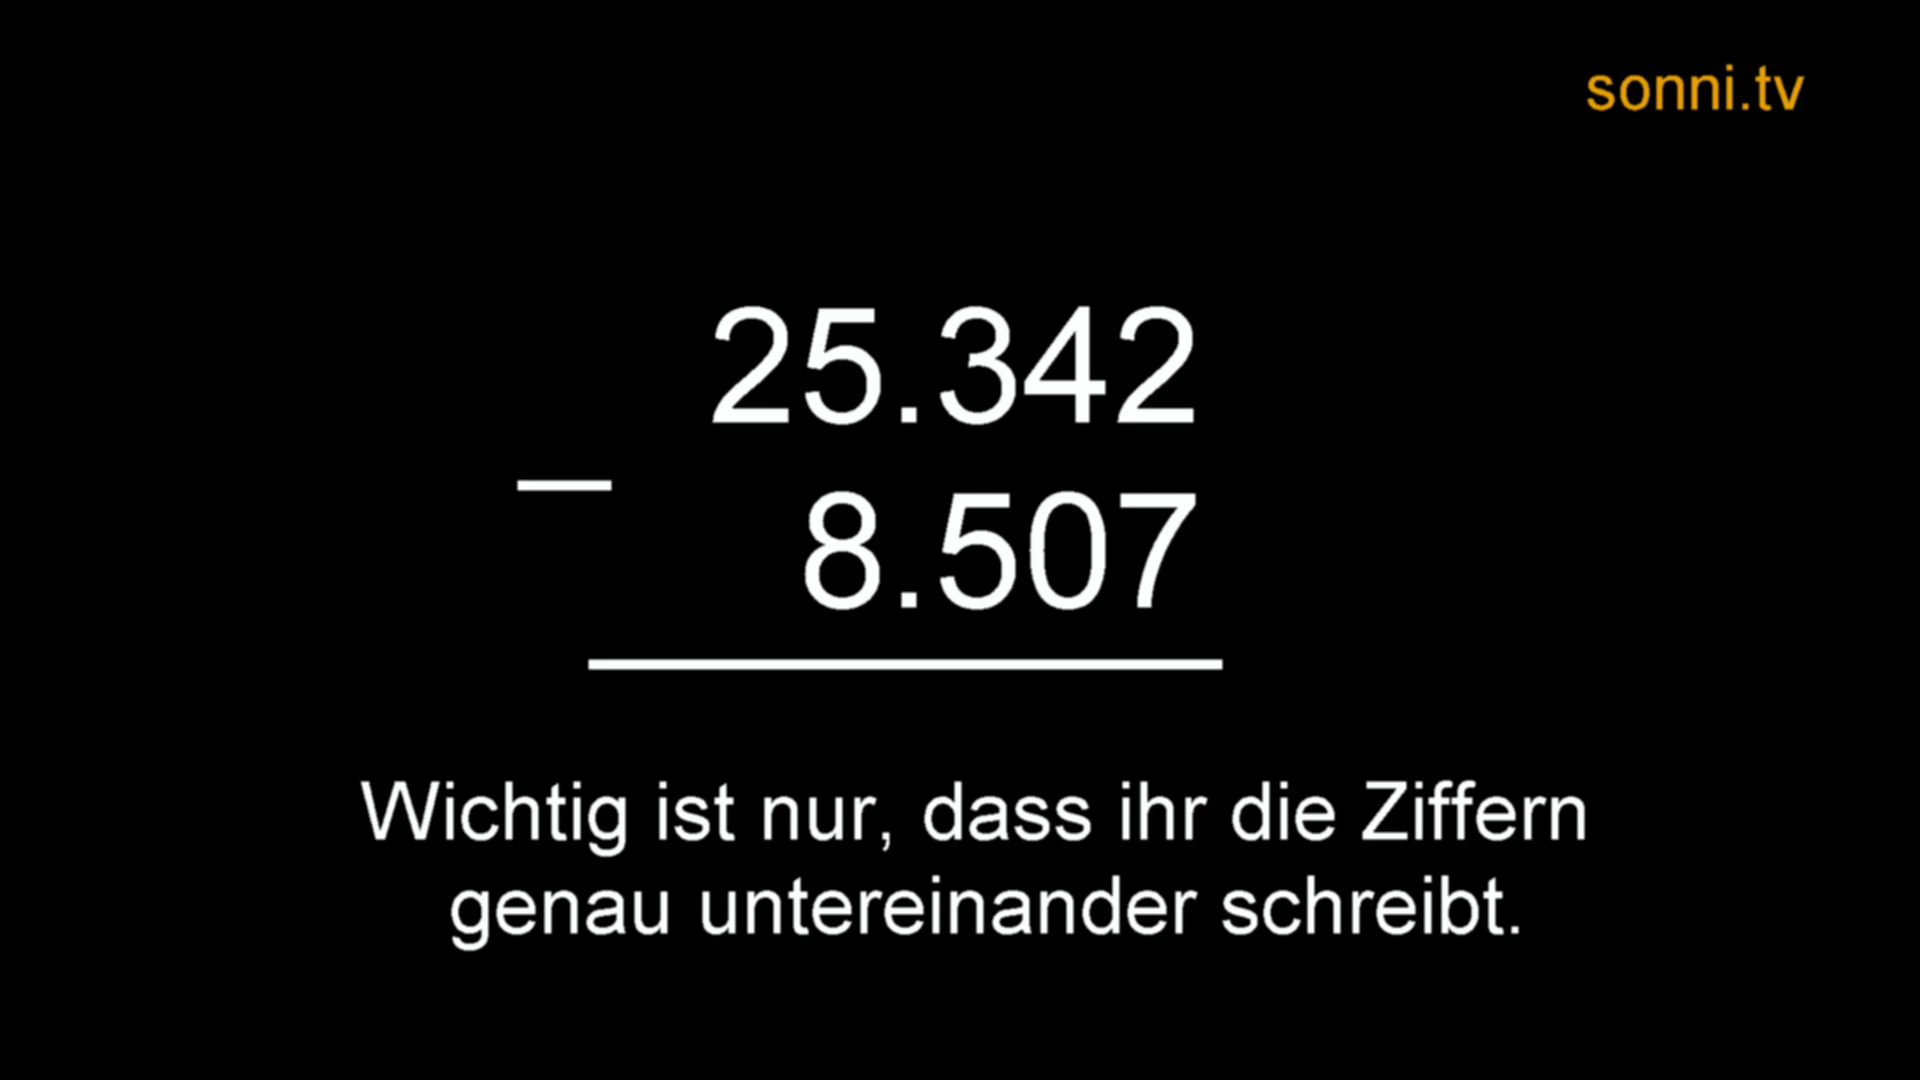 sonni.tv
25.342
– 8.507
Wichtig ist nur, dass ihr die Ziffern
genau untereinander schreibt.